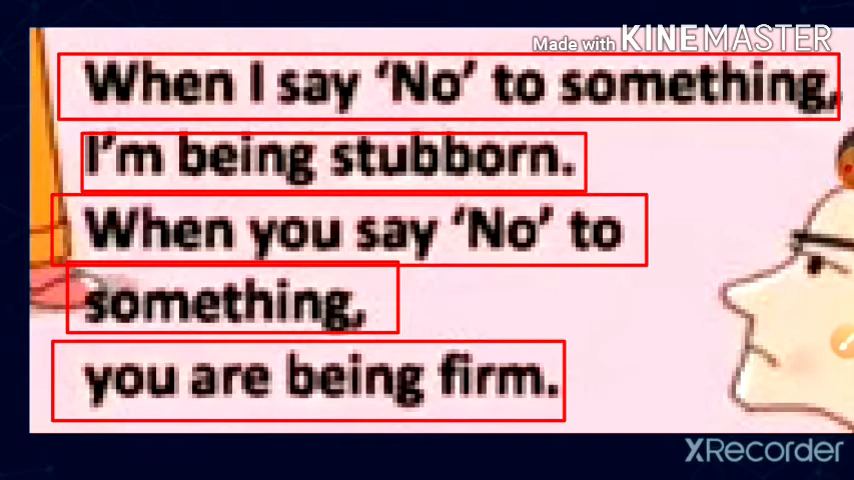 Made with KINEMASTER
When I say ‘No’ to something,
I’m being stubborn.
When you say ‘No’ to
something,
you are being firm.
XRecorder